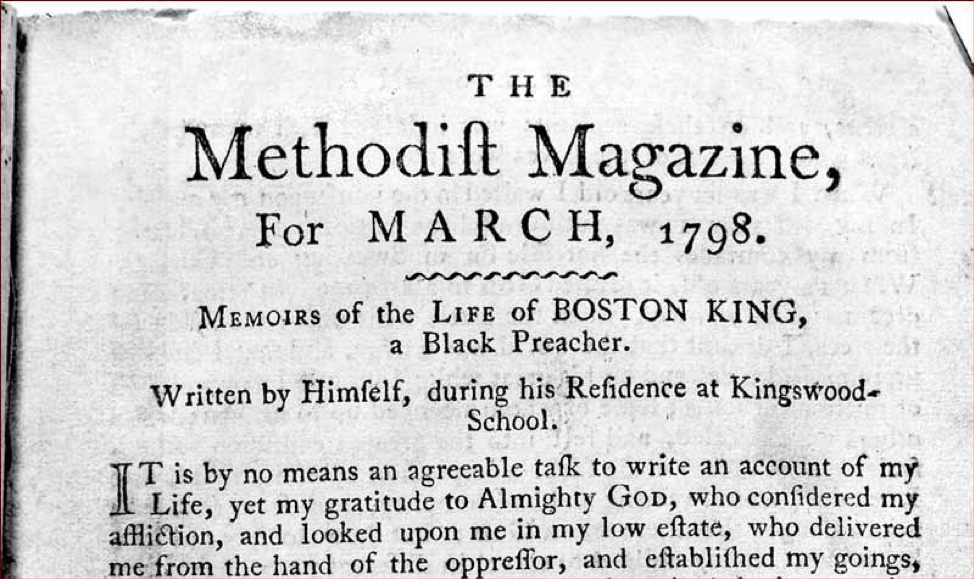 THE
Methodiſt Magazine,
For MARCH, 1798.
MEMOIRS of the LIFE of BOSTON KING,
a Black Preacher.
Written by Himſelf, during his Reſidence at Kingswood-
School.
IT is by no means an agreeable taſk to write an account of my
Life, yet my gratitude to Almighty GOD, who conſidered my
affliction, and looked upon me in my low eſtate, who delivered
me from the hand of the oppreſſor, and eſtabliſhed my goings,